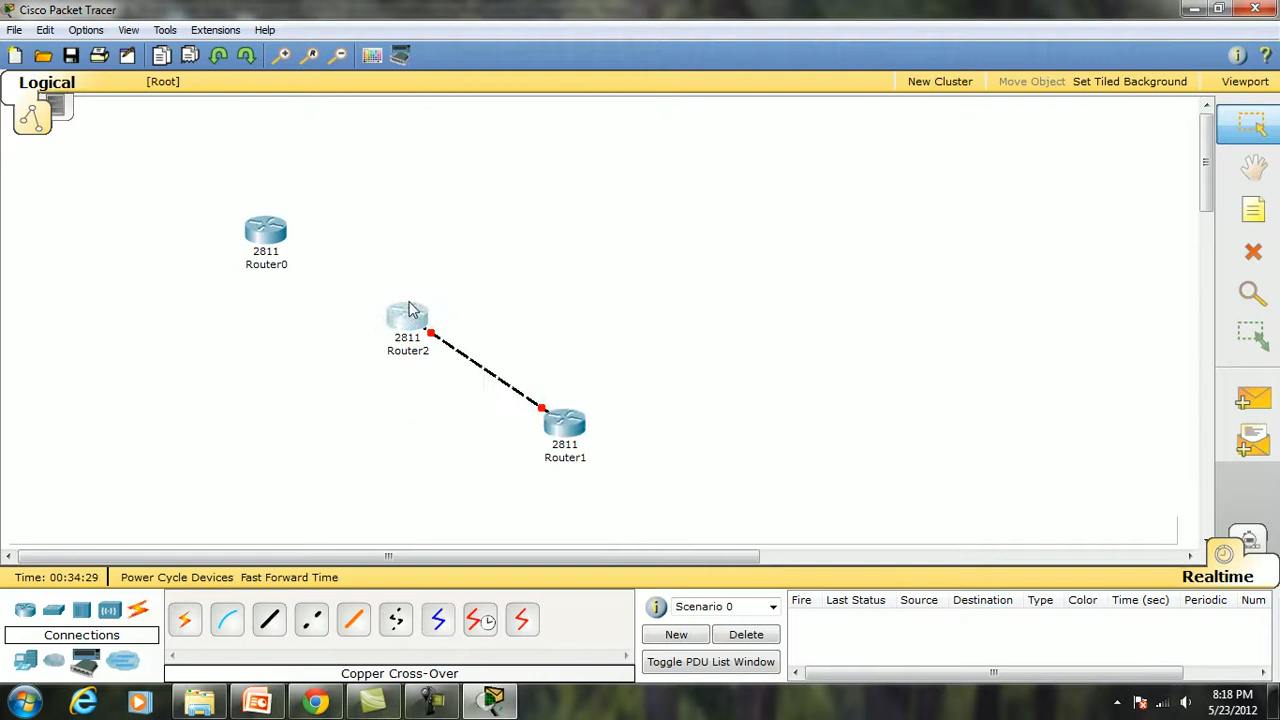 Cisco Packet Tracer
File Edit Options View Tools Extensions Help
Logical [Root] New Cluster Move Object Set Tiled Background Viewport
2811
Router0
2811
Router2
2811
Router1
Time: 00:34:29 Power Cycle Devices Fast Forward Time Realtime
Connections
Copper Cross-Over
Scenario 0
New Delete
Toggle PDU List Window
Fire Last Status Source Destination Type Color Time (sec) Periodic Num
8:18 PM
5/23/2012